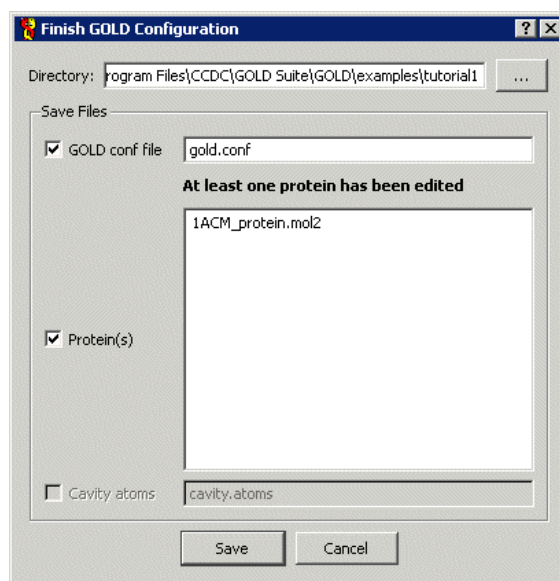 Finish GOLD Configuration
Directory: rogram Files\CCDC\GOLD Suite\GOLD\examples\tutorial1 ...
Save Files
GOLD conf file gold.conf
At least one protein has been edited
1ACM_protein.mol2
Protein(s)
Cavity atoms cavity.atoms
Save Cancel